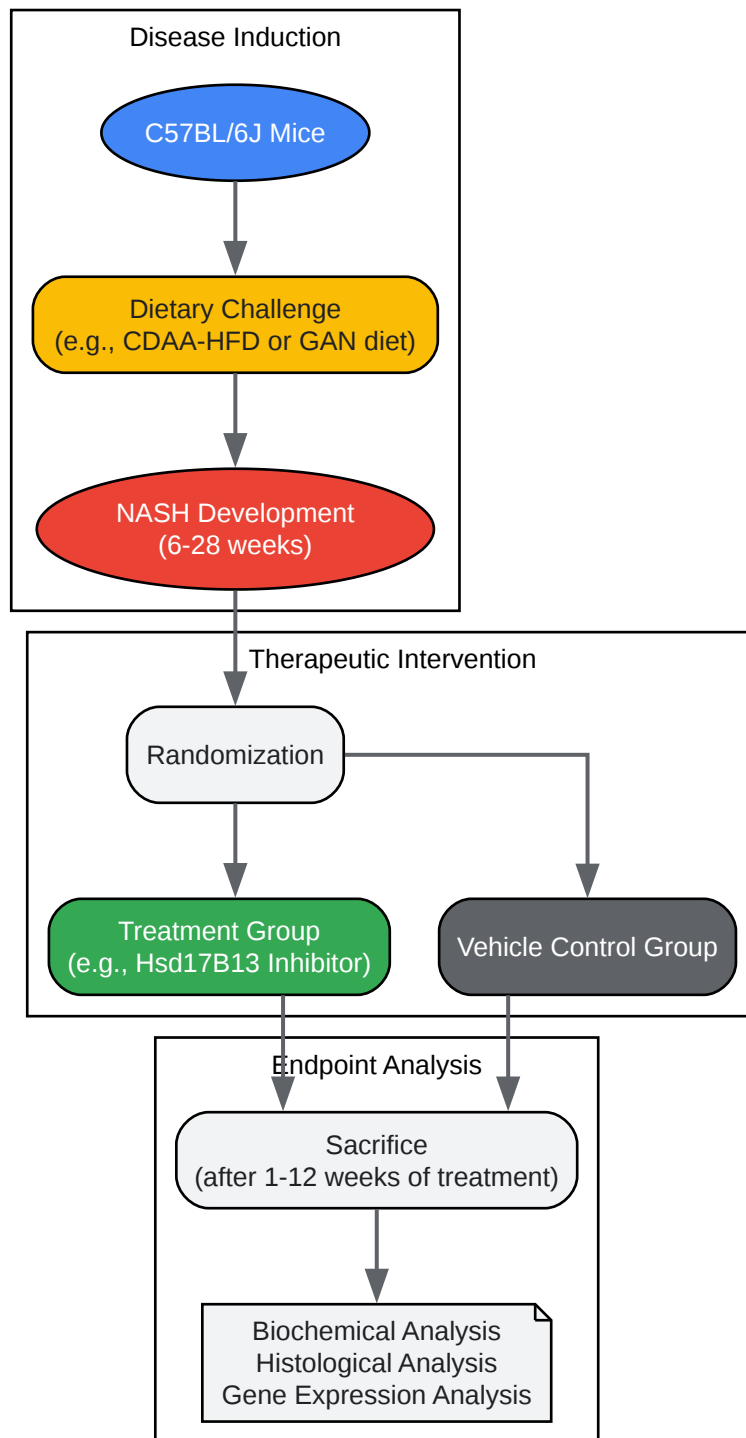 Disease Induction
C57BL/6J Mice
Dietary Challenge
(e.g., CDAA-HFD or GAN diet)
NASH Development
(6-28 weeks)
Therapeutic Intervention
Randomization
Treatment Group
(e.g., Hsd17B13 Inhibitor)
Vehicle Control Group
Endpoint Analysis
Sacrifice
(after 1-12 weeks of treatment)
Biochemical Analysis
Histological Analysis
Gene Expression Analysis